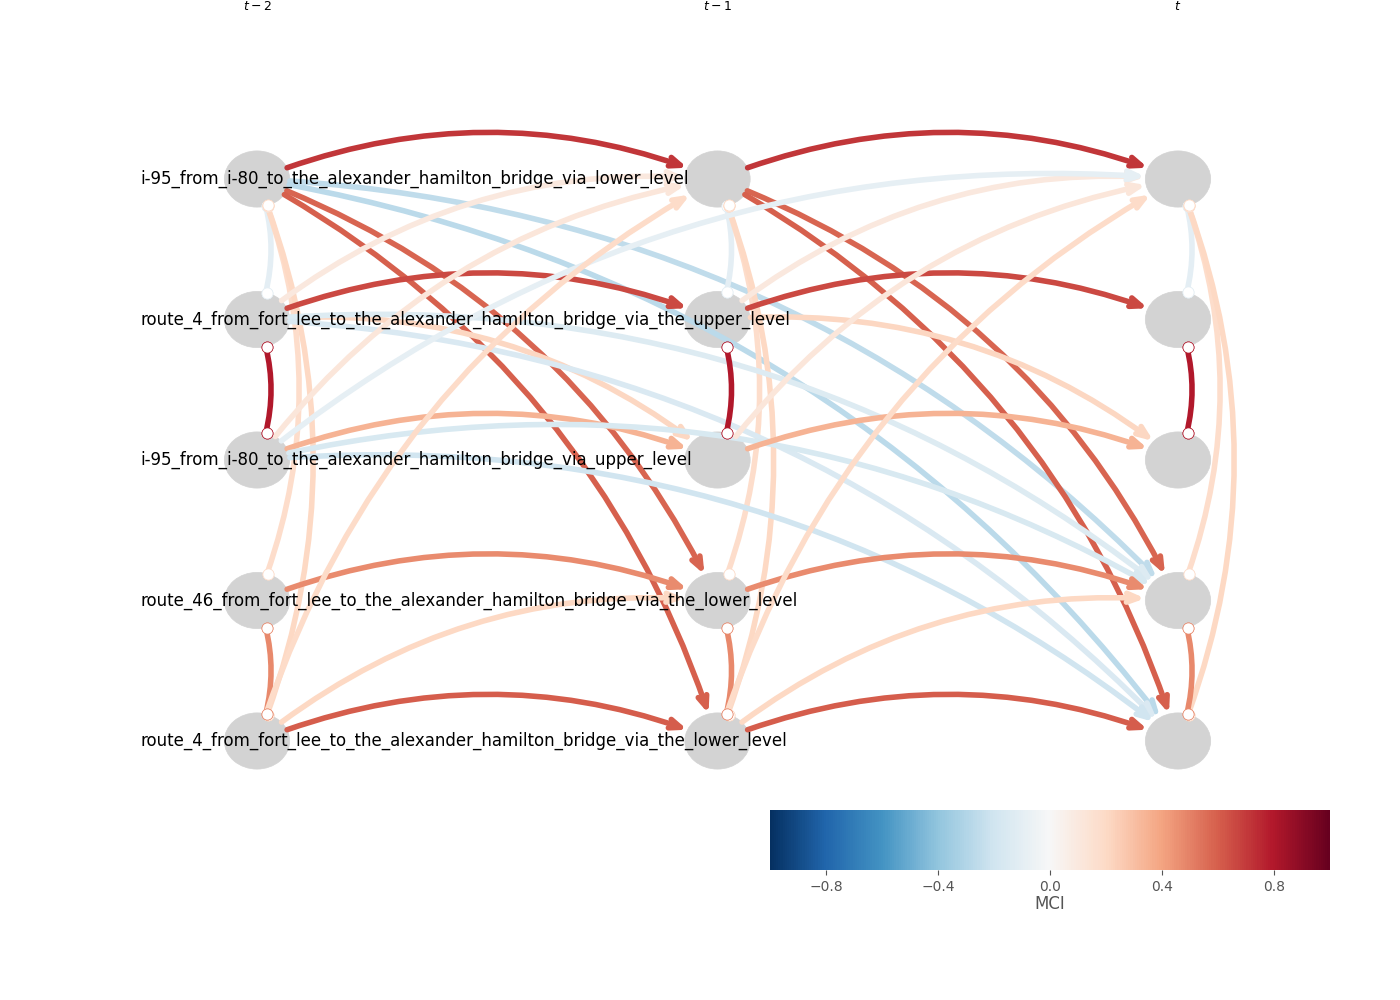 t − 2 t − 1 t
i-95_from_i-80_to_the_alexander_hamilton_bridge_via_lower_level
route_4_from_fort_lee_to_the_alexander_hamilton_bridge_via_the_upper_level
i-95_from_i-80_to_the_alexander_hamilton_bridge_via_upper_level
route_46_from_fort_lee_to_the_alexander_hamilton_bridge_via_the_lower_level
route_4_from_fort_lee_to_the_alexander_hamilton_bridge_via_the_lower_level
−0.8 −0.4 0.0 0.4 0.8
MCI